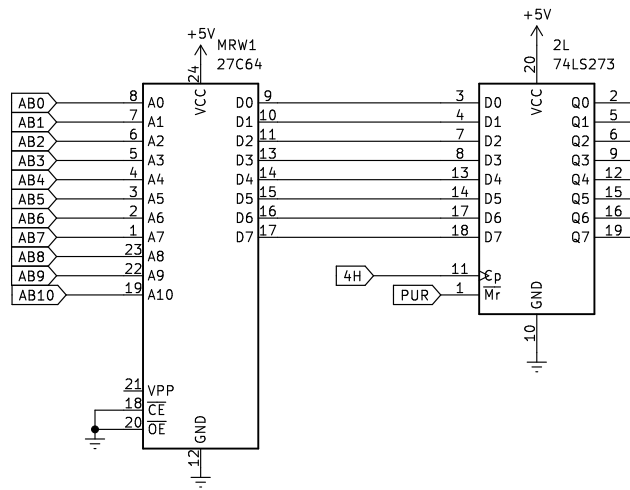 +5V
MRW1
27C64
24
VCC
AB0 8 A0 D0 9
AB1 7 A1 D1 10
AB2 6 A2 D2 11
AB3 5 A3 D3 13
AB4 4 A4 D4 14
AB5 3 A5 D5 15
AB6 2 A6 D6 16
AB7 1 A7 D7 17
AB8 23 A8
AB9 22 A9
AB10 19 A10
21 VPP
18 CE
20 OE
GND
12
+5V
2L
74LS273
20
VCC
3 D0 Q0 2
4 D1 Q1 5
7 D2 Q2 6
8 D3 Q3 9
13 D4 Q4 12
14 D5 Q5 15
17 D6 Q6 16
18 D7 Q7 19
4H 11 Cp
PUR 1 Mr
GND
10